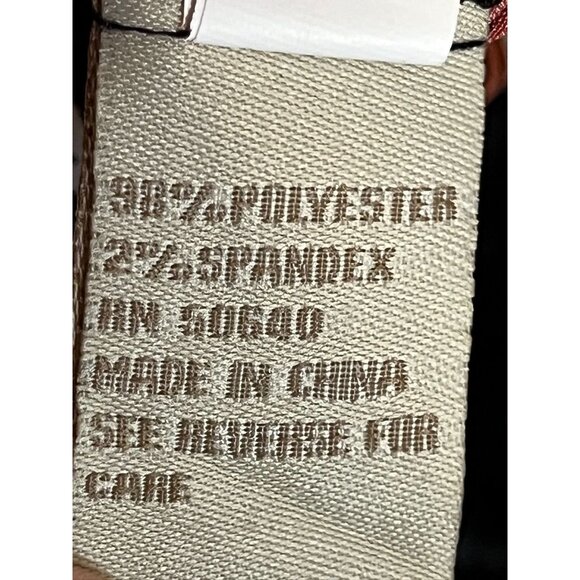 98% POLYESTER
2% SPANDEX
RN 50640
MADE IN CHINA
SEE REVERSE FOR
CARE